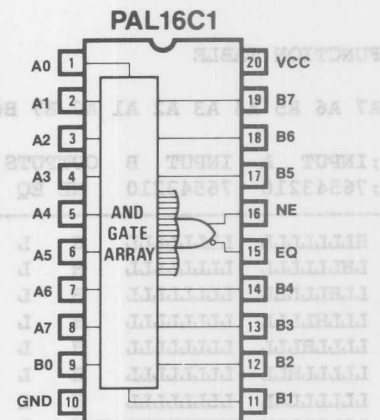 PAL16C1
A0 1 20 VCC
A1 2 19 B7
A2 3 18 B6
A3 4 17 B5
A4 5 16 NE
AND
GATE
ARRAY
A5 6 15 EQ
A6 7 14 B4
A7 8 13 B3
B0 9 12 B2
GND 10 11 B1